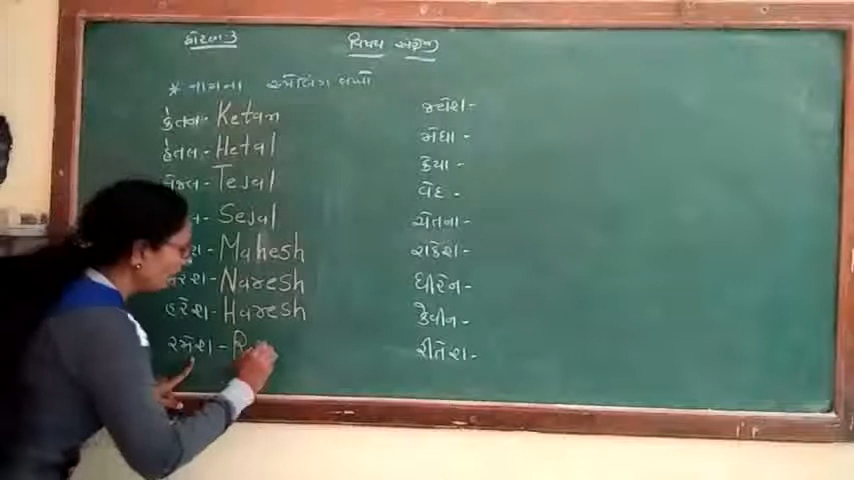 ધોરણ-3
વિષય અંગ્રેજી
* નામના સ્પેલિંગ લખો
કેતન - Ketan
હેતલ - Hetal
તેજલ - Tejal
- Sejal
- Mahesh
નરેશ - Naresh
હરેશ - Haresh
રમેશ - R
જયેશ -
મેઘા -
કેયા -
વેદ -
ચેતના -
રાકેશ -
ધીરેન -
કેવીન -
રીતેશ -